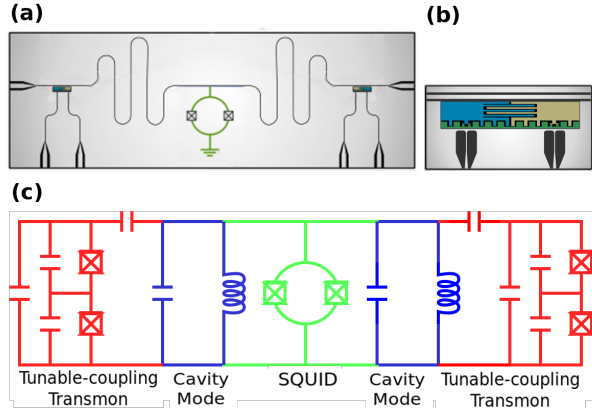 (a)
(b)
(c)
Tunable-coupling
Transmon
Cavity
Mode
SQUID
Cavity
Mode
Tunable-coupling
Transmon